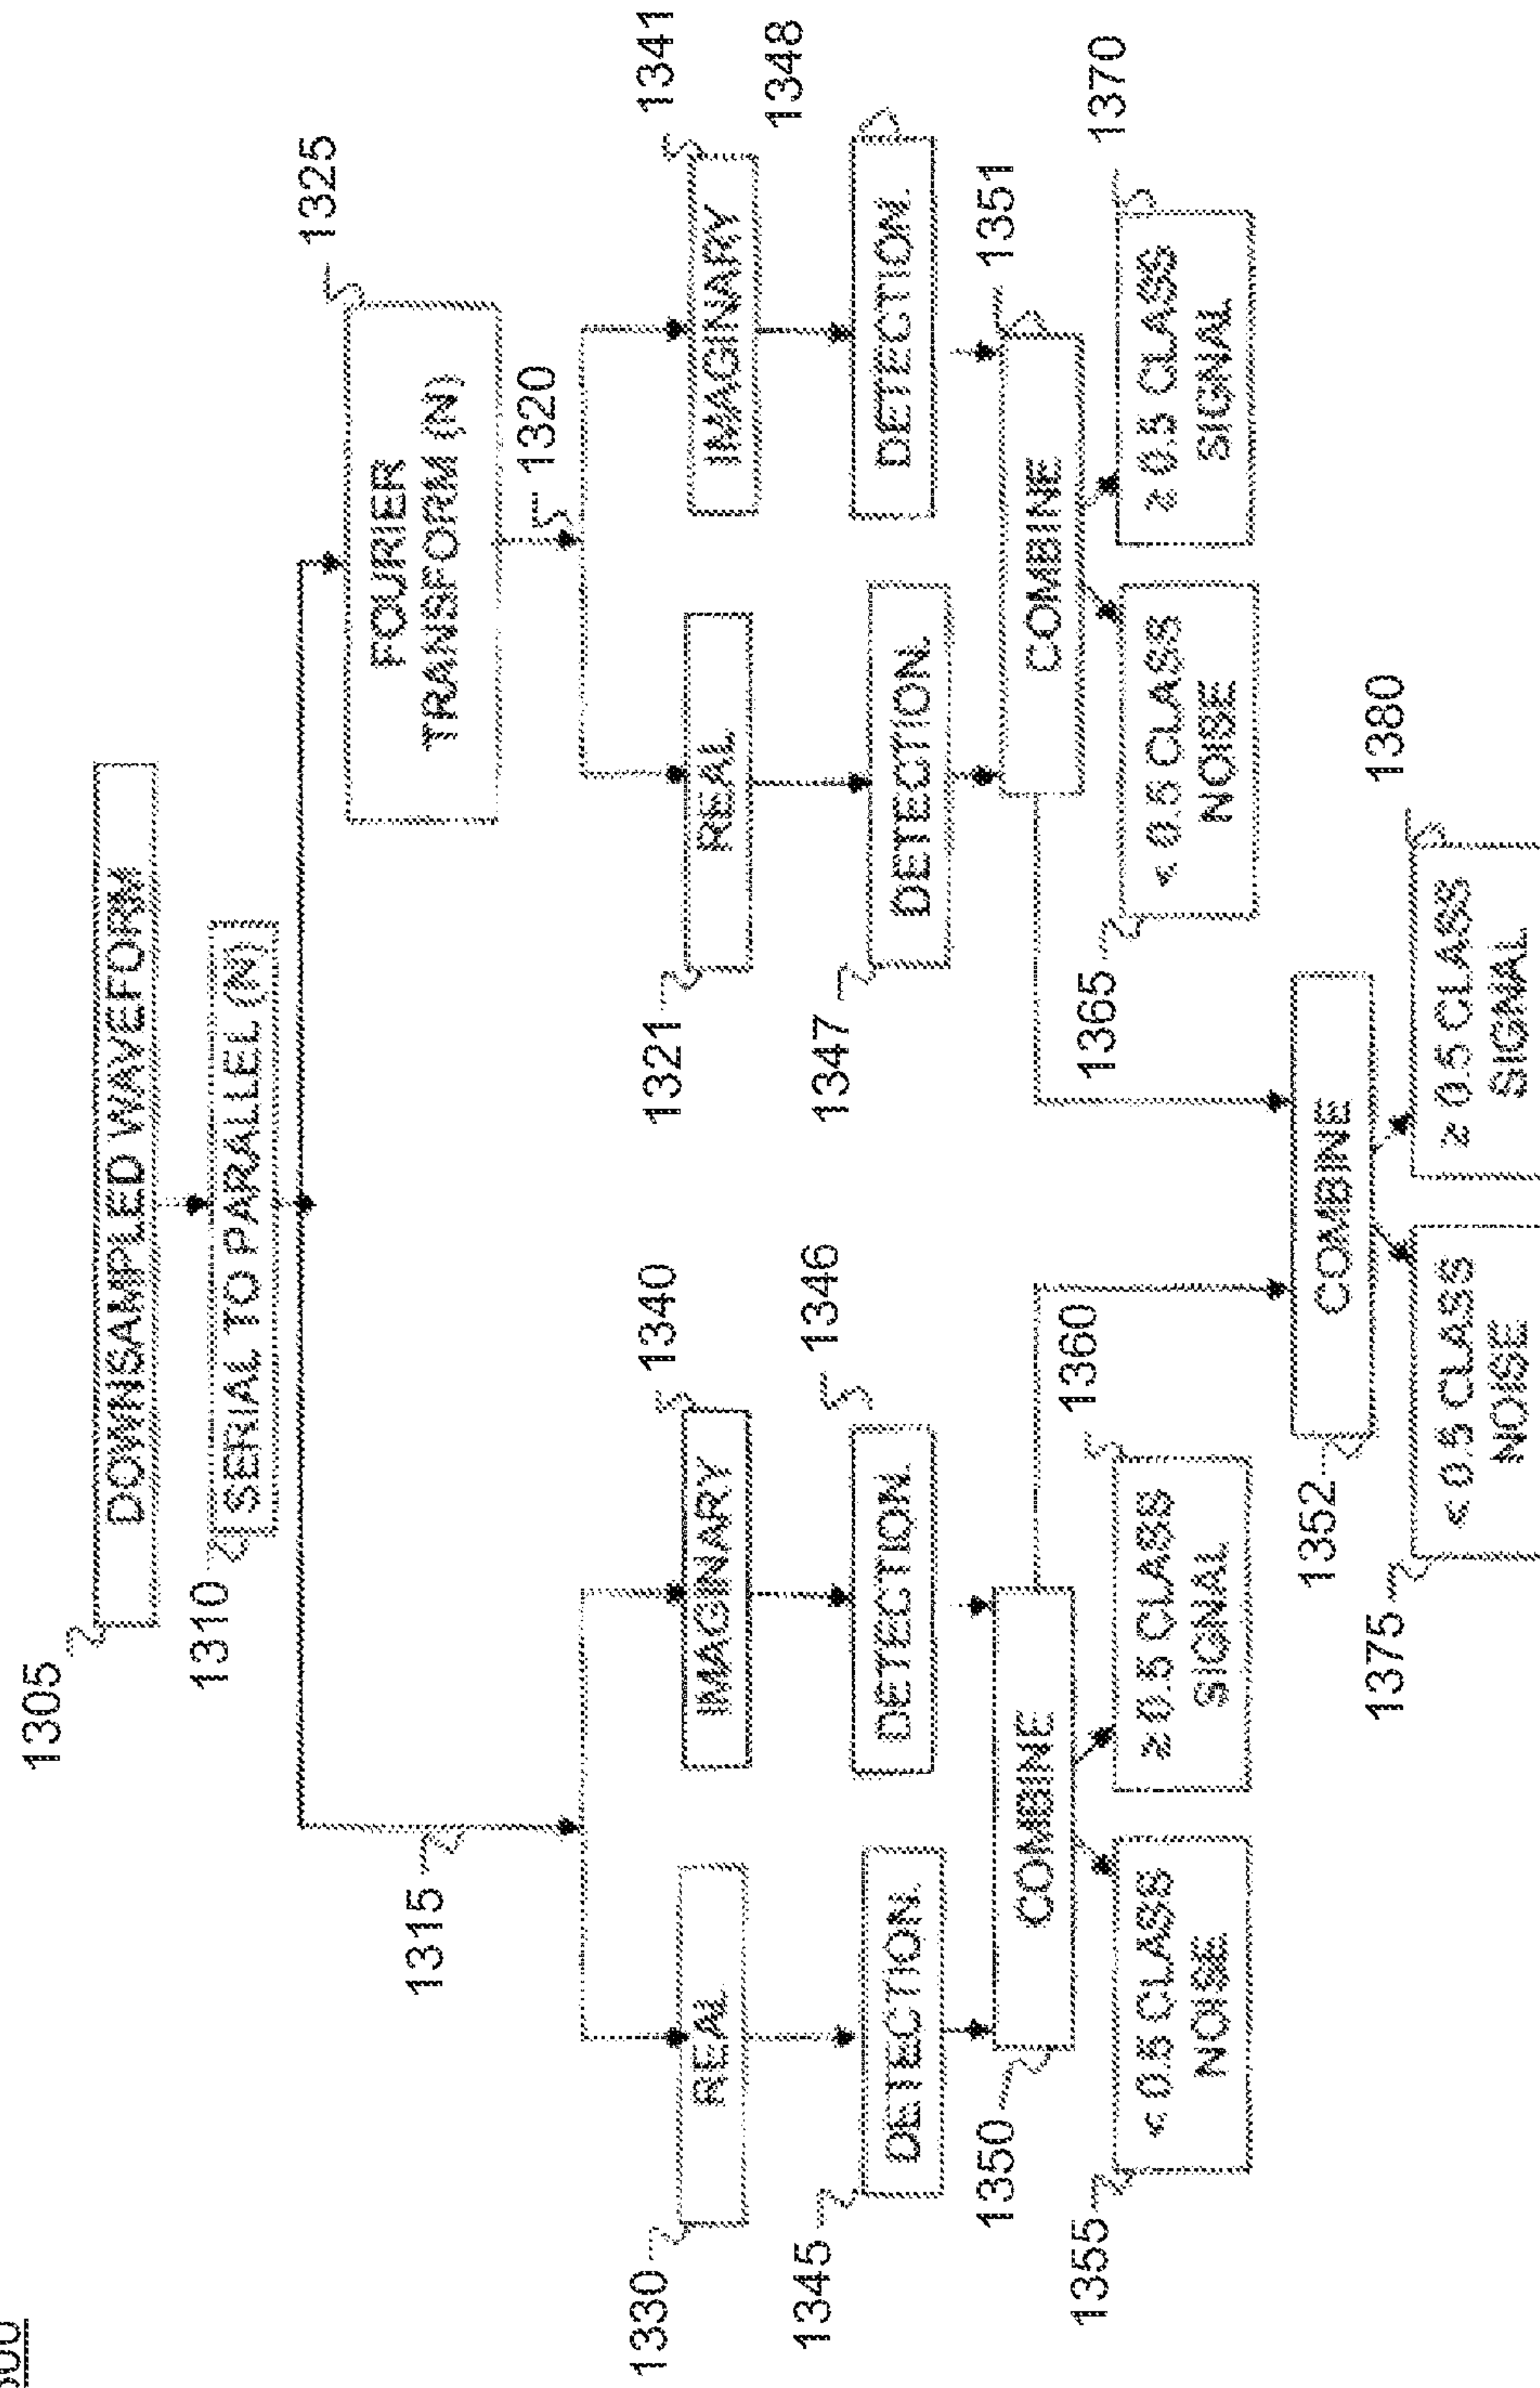 1305
DOWNSAMPLED WAVEFORM
1310
SERIAL TO PARALLEL (N)
1315
FOURIER
TRANSFORM (N)
1325
1320
1330
REAL
IMAGINARY
1340
1321
REAL
IMAGINARY
1341
1345
DETECTION.
DETECTION.
1346
1347
DETECTION.
DETECTION.
1348
1350
COMBINE
COMBINE
1351
1355
< 0.5 CLASS
NOISE
≥ 0.5 CLASS
SIGNAL
1360
1365
< 0.5 CLASS
NOISE
≥ 0.5 CLASS
SIGNAL
1370
1352
COMBINE
1375
< 0.5 CLASS
NOISE
≥ 0.5 CLASS
SIGNAL
1380